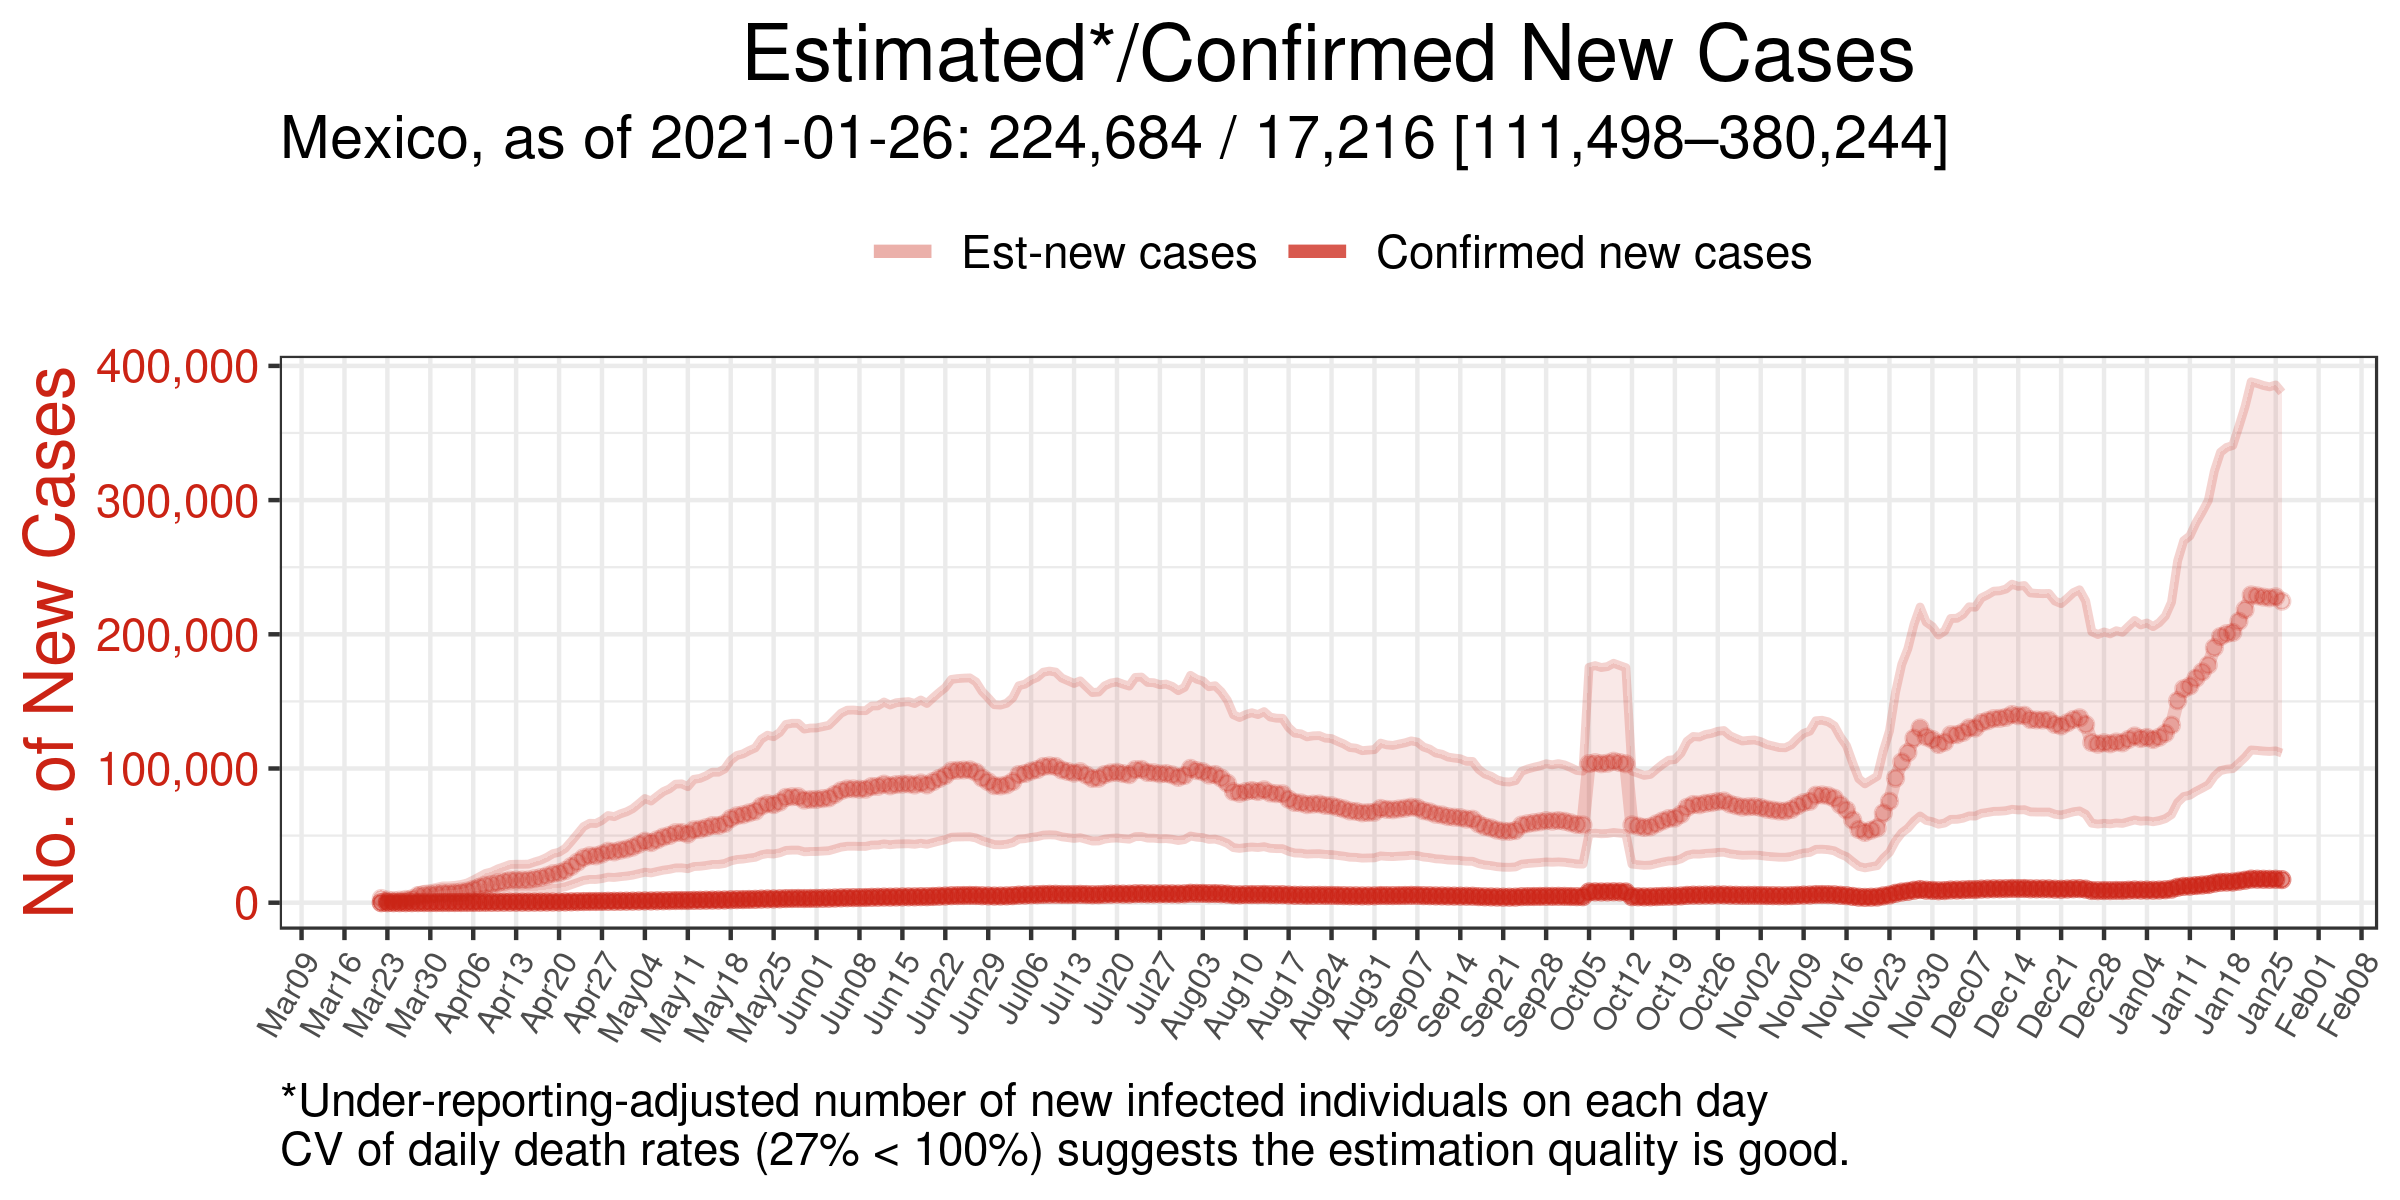 Estimated*/Confirmed New Cases
Mexico, as of 2021-01-26: 224,684 / 17,216 [111,498–380,244]
Est-new cases
Confirmed new cases
No. of New Cases
400,000
300,000
200,000
100,000
0
Mar09
Mar16
Mar23
Mar30
Apr06
Apr13
Apr20
Apr27
May04
May11
May18
May25
Jun01
Jun08
Jun15
Jun22
Jun29
Jul06
Jul13
Jul20
Jul27
Aug03
Aug10
Aug17
Aug24
Aug31
Sep07
Sep14
Sep21
Sep28
Oct05
Oct12
Oct19
Oct26
Nov02
Nov09
Nov16
Nov23
Nov30
Dec07
Dec14
Dec21
Dec28
Jan04
Jan11
Jan18
Jan25
Feb01
Feb08
*Under-reporting-adjusted number of new infected individuals on each day
CV of daily death rates (27% < 100%) suggests the estimation quality is good.